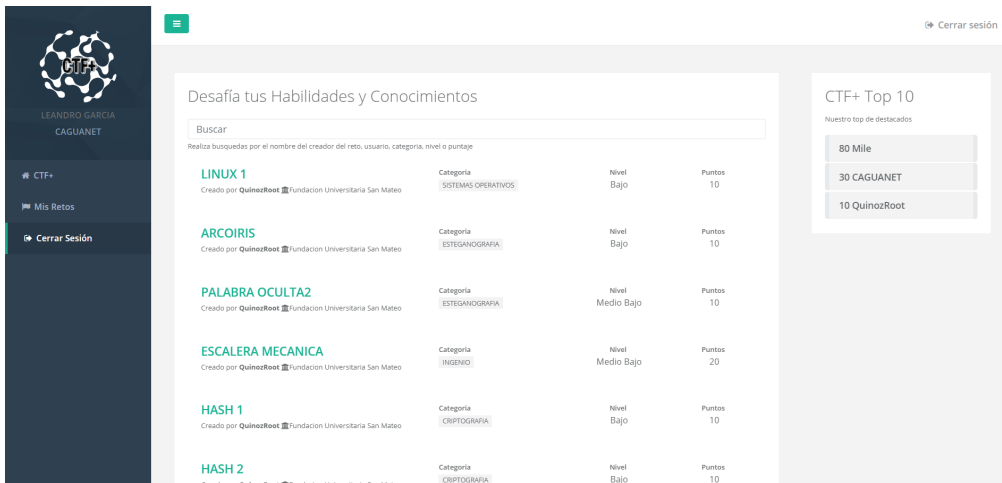 CTF+
LEANDRO GARCIA
CAGUANET
CTF+
Mis Retos
Cerrar Sesión
Cerrar sesión
Desafía tus Habilidades y Conocimientos
Buscar
Realiza busquedas por el nombre del creador del reto, usuario, categoria, nivel o puntaje
LINUX 1 Categoria Nivel Puntos
Creado por QuinozRoot Fundacion Universitaria San Mateo SISTEMAS OPERATIVOS Bajo 10
ARCOIRIS Categoria Nivel Puntos
Creado por QuinozRoot Fundacion Universitaria San Mateo ESTEGANOGRAFIA Bajo 10
PALABRA OCULTA2 Categoria Nivel Puntos
Creado por QuinozRoot Fundacion Universitaria San Mateo ESTEGANOGRAFIA Medio Bajo 10
ESCALERA MECANICA Categoria Nivel Puntos
Creado por QuinozRoot Fundacion Universitaria San Mateo INGENIO Medio Bajo 20
HASH 1 Categoria Nivel Puntos
Creado por QuinozRoot Fundacion Universitaria San Mateo CRIPTOGRAFIA Bajo 10
HASH 2 Categoria Nivel Puntos
CRIPTOGRAFIA Bajo 10
CTF+ Top 10
Nuestro top de destacados
80 Mile
30 CAGUANET
10 QuinozRoot